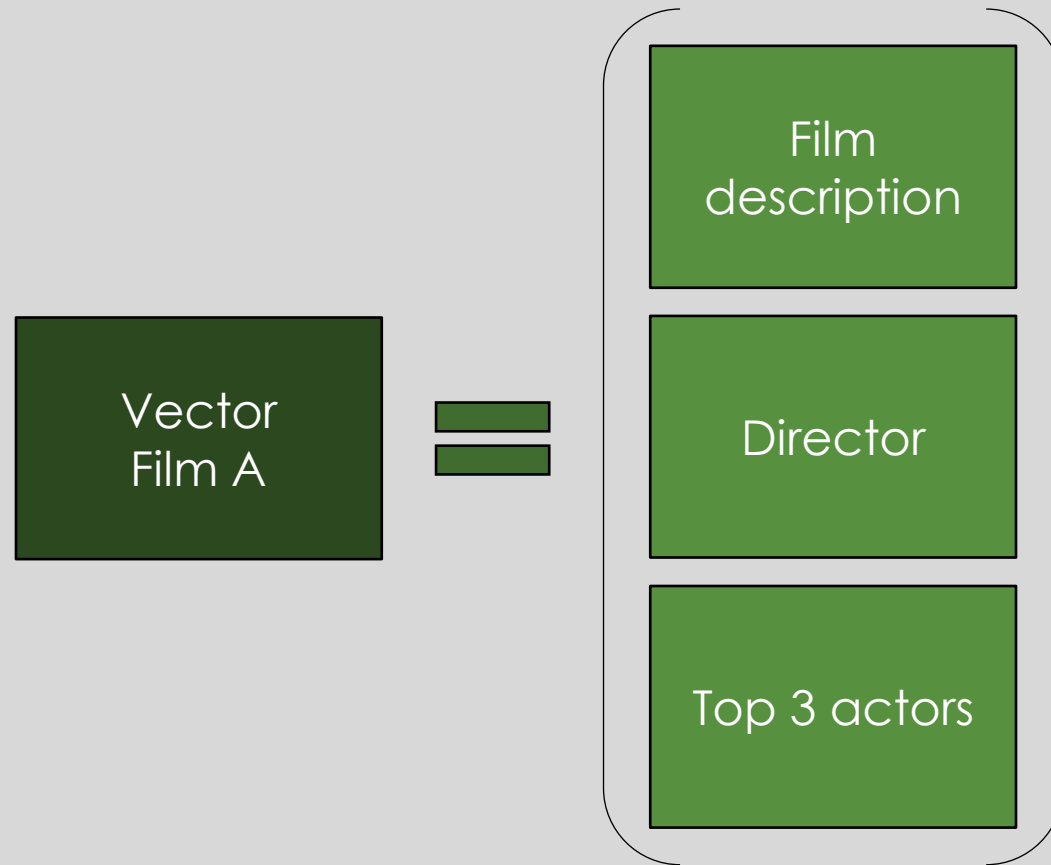 Film
description
Vector
Film A
Director
Top 3 actors